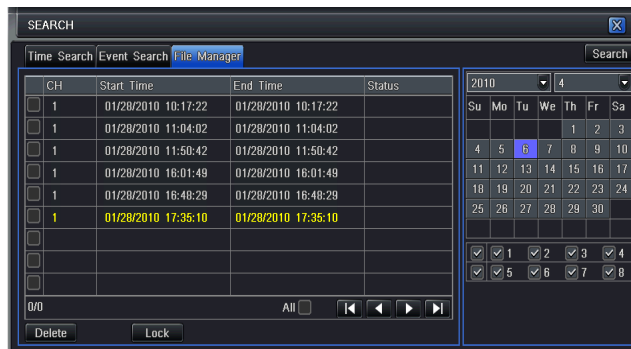 SEARCH X
Time Search Event Search File Manager Search
CH Start Time End Time Status
1 01/28/2010 10:17:22 01/28/2010 10:17:22
1 01/28/2010 11:04:02 01/28/2010 11:04:02
1 01/28/2010 11:50:42 01/28/2010 11:50:42
1 01/28/2010 16:01:49 01/28/2010 16:01:49
1 01/28/2010 16:48:29 01/28/2010 16:48:29
1 01/28/2010 17:35:10 01/28/2010 17:35:10
0/0 All
Delete Lock
2010 4
Su Mo Tu We Th Fr Sa
1 2 3
4 5 6 7 8 9 10
11 12 13 14 15 16 17
18 19 20 21 22 23 24
25 26 27 28 29 30
1 2 3 4
5 6 7 8